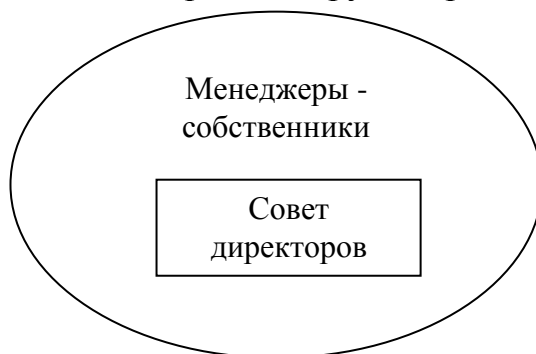 Менеджеры -
собственники
Совет
директоров